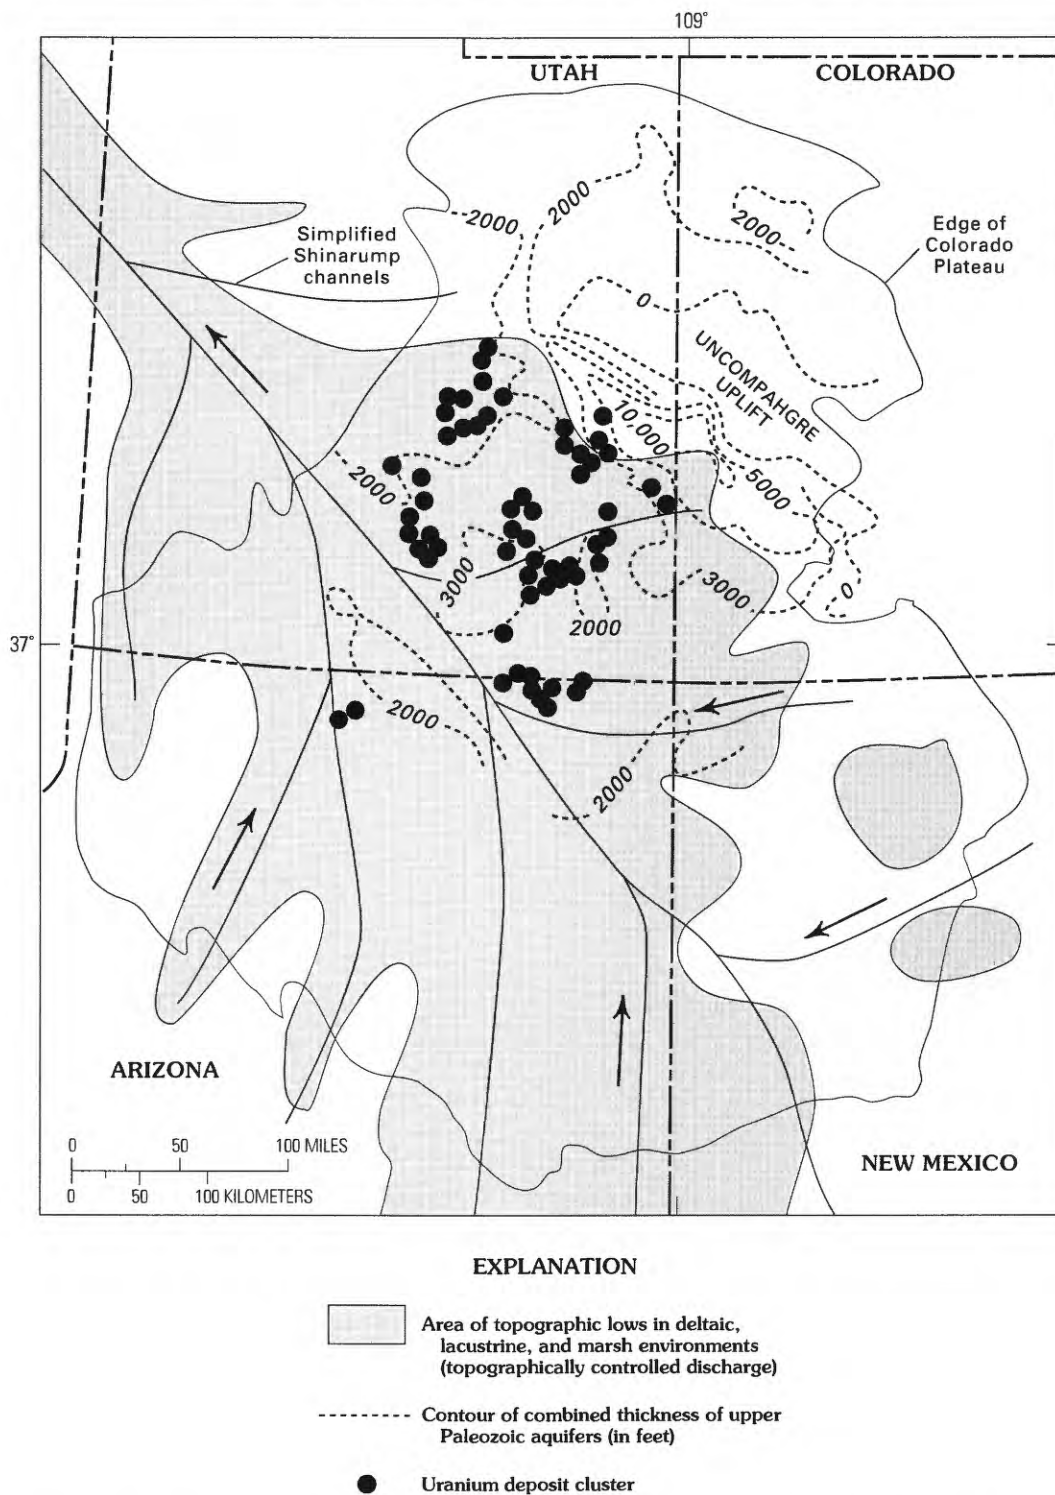 109°
UTAH
COLORADO
2000
2000
2000
Simplified
Shinarump
channels
Edge of
Colorado
Plateau
0
UNCOMPAHGRE
UPLIFT
10,000
2000
5000
3000
3000
0
2000
37°
2000
2000
ARIZONA
NEW MEXICO
0 50 100 MILES
0 50 100 KILOMETERS
EXPLANATION
Area of topographic lows in deltaic,
lacustrine, and marsh environments
(topographically controlled discharge)
Contour of combined thickness of upper
Paleozoic aquifers (in feet)
Uranium deposit cluster